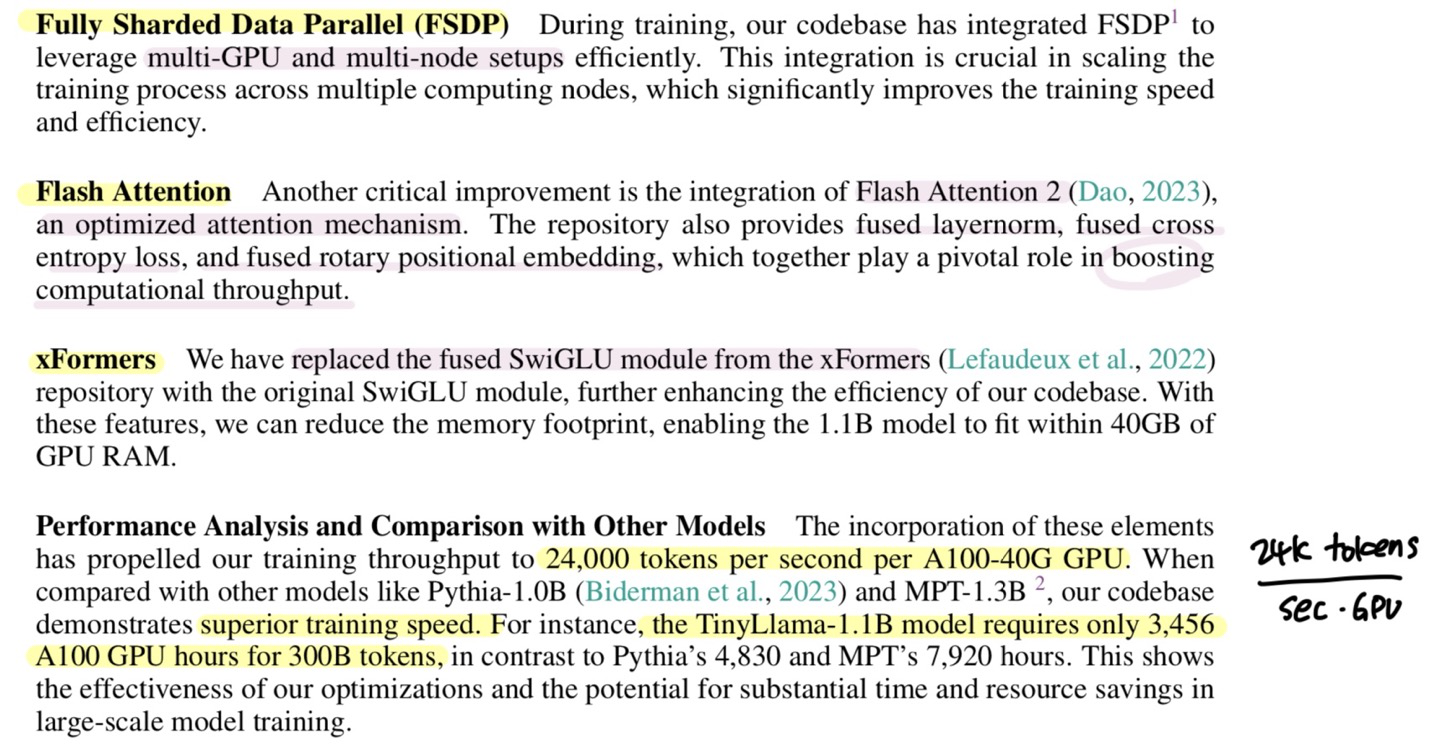 Fully Sharded Data Parallel (FSDP) During training, our codebase has integrated FSDP1 to
leverage multi-GPU and multi-node setups efficiently. This integration is crucial in scaling the
training process across multiple computing nodes, which significantly improves the training speed
and efficiency.
Flash Attention Another critical improvement is the integration of Flash Attention 2 (Dao, 2023),
an optimized attention mechanism. The repository also provides fused layernorm, fused cross
entropy loss, and fused rotary positional embedding, which together play a pivotal role in boosting
computational throughput.
xFormers We have replaced the fused SwiGLU module from the xFormers (Lefaudeux et al., 2022)
repository with the original SwiGLU module, further enhancing the efficiency of our codebase. With
these features, we can reduce the memory footprint, enabling the 1.1B model to fit within 40GB of
GPU RAM.
Performance Analysis and Comparison with Other Models The incorporation of these elements
has propelled our training throughput to 24,000 tokens per second per A100-40G GPU. When
compared with other models like Pythia-1.0B (Biderman et al., 2023) and MPT-1.3B 2, our codebase
demonstrates superior training speed. For instance, the TinyLlama-1.1B model requires only 3,456
A100 GPU hours for 300B tokens, in contrast to Pythia's 4,830 and MPT's 7,920 hours. This shows
the effectiveness of our optimizations and the potential for substantial time and resource savings in
large-scale model training.
24k tokens
sec · GPU